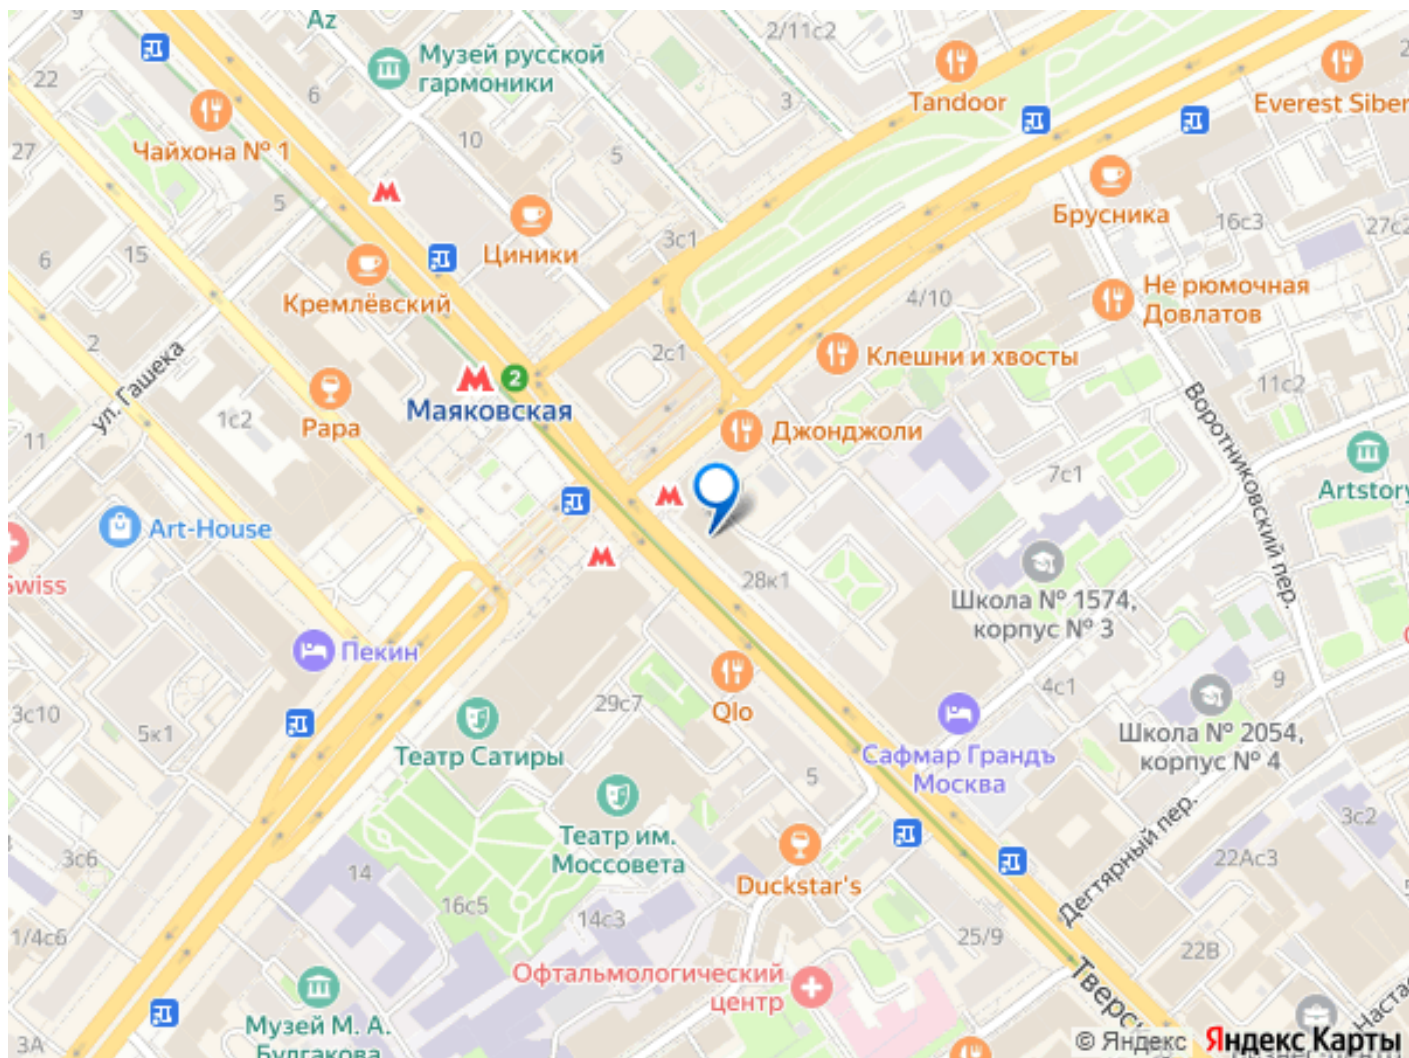 Az
2/11с2
Музей русской
гармоники
22
6
3
Tandoor
Everest Siber
Чайхона № 1
10
5
27
5
Брусника
16с3
27с2
Циники
3с1
15
6
Кремлёвский
4/10
Не рюмочная
Довлатов
2
2с1
Клешни и хвосты
ул. Гашека
2
Маяковская
11с2
1с2
Рара
11
Джонджоли
Воротниковский пер.
7с1
Artstory
Art-House
Swiss
28к1
Школа № 1574,
корпус № 3
Пекин
9
4с1
29с7
Qlo
3с10
5к1
Театр Сатиры
Сафмар Грандъ
Москва
Школа № 2054,
корпус № 4
5
Театр им.
Моссовета
Дегтярный пер.
3с2
3с6
14
Duckstar's
22Ас3
16с5
14с3
1/4с6
25/9
22В
Офтальмологический
центр
Тверс
Настас
Музей М. А.
Булгакова
3А
© Яндекс Яндекс Карты